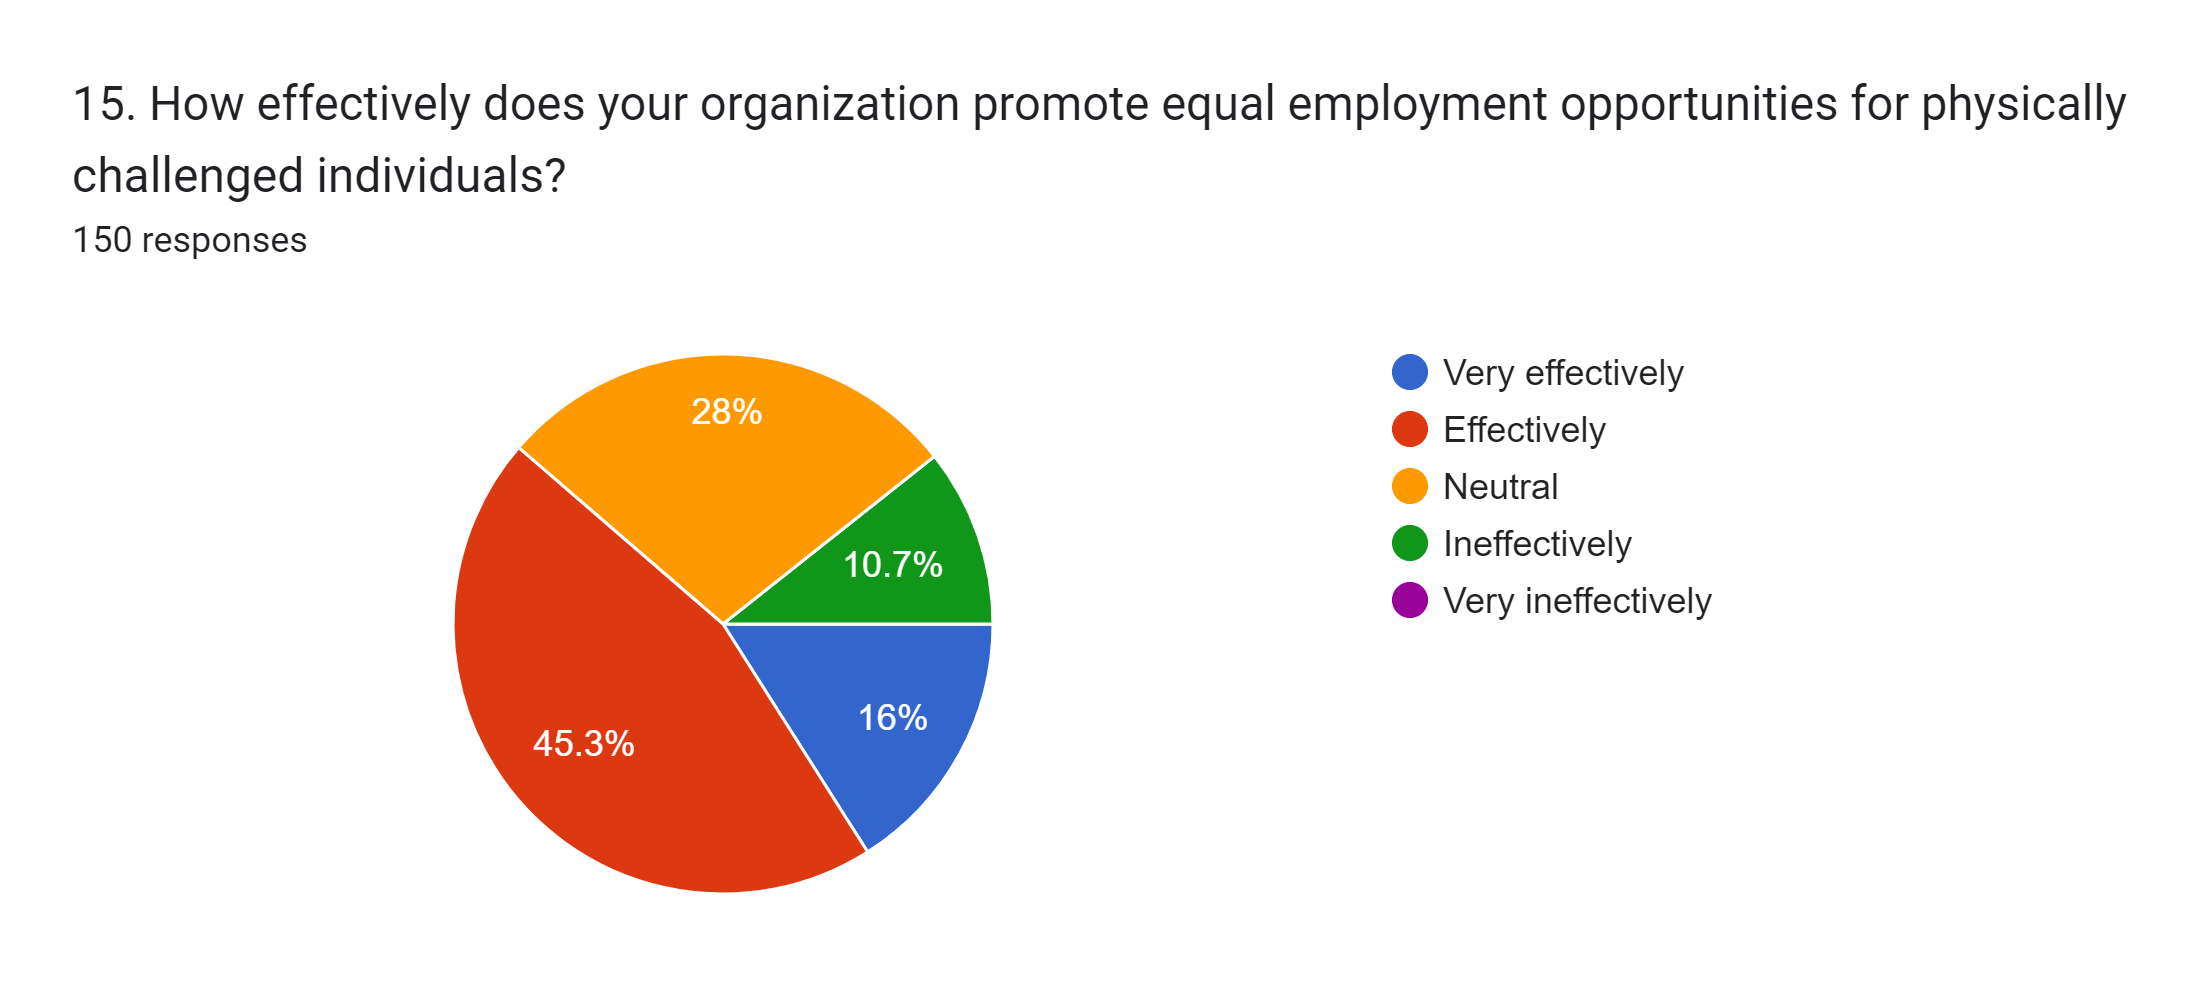 15. How effectively does your organization promote equal employment opportunities for physically
challenged individuals?
150 responses
28%
10.7%
16%
45.3%
Very effectively
Effectively
Neutral
Ineffectively
Very ineffectively